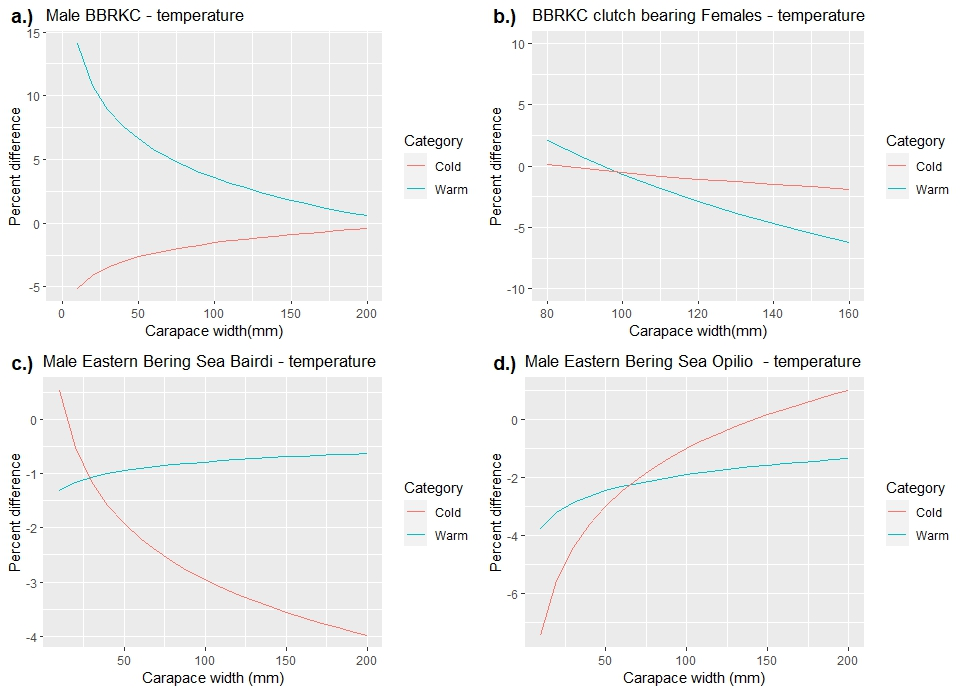 a.) Male BBRKC - temperature
15
10
5
0
-5
Percent difference
0 50 100 150 200
Carapace width(mm)
Category
Cold
Warm
b.) BBRKC clutch bearing Females - temperature
10
5
0
-5
-10
Percent difference
80 100 120 140 160
Carapace width(mm)
Category
Cold
Warm
c.) Male Eastern Bering Sea Bairdi - temperature
0
-1
-2
-3
-4
Percent difference
50 100 150 200
Carapace width (mm)
Category
Cold
Warm
d.) Male Eastern Bering Sea Opilio - temperature
0
-2
-4
-6
Percent difference
50 100 150 200
Carapace width (mm)
Category
Cold
Warm